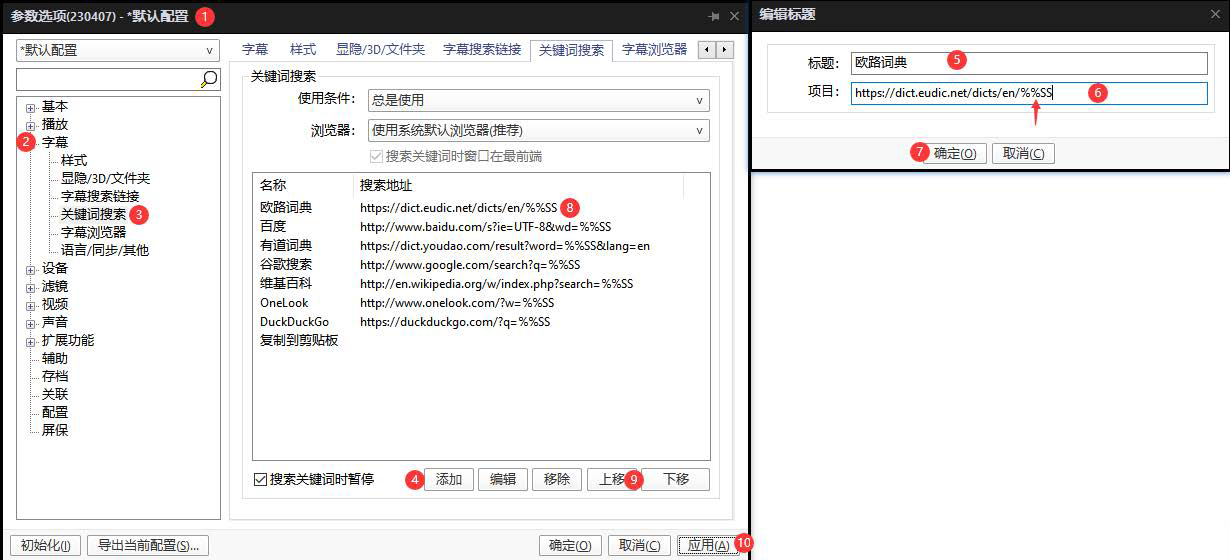 参数选项(230407) - *默认配置 1
*默认配置
基本
播放
2 字幕
样式
显隐/3D/文件夹
字幕搜索链接
关键词搜索 3
字幕浏览器
语言/同步/其他
设备
滤镜
视频
声音
扩展功能
辅助
存档
关联
配置
屏保
字幕 样式 显隐/3D/文件夹 字幕搜索链接 关键词搜索 字幕浏览器
关键词搜索
使用条件： 总是使用
浏览器： 使用系统默认浏览器(推荐)
搜索关键词时窗口在最前端
名称 搜索地址
欧路词典 https://dict.eudic.net/dicts/en/%%SS 8
百度 http://www.baidu.com/s?ie=UTF-8&wd=%%SS
有道词典 https://dict.youdao.com/result?word=%%SS&lang=en
谷歌搜索 http://www.google.com/search?q=%%SS
维基百科 http://en.wikipedia.org/w/index.php?search=%%SS
OneLook http://www.onelook.com/?w=%%SS
DuckDuckGo https://duckduckgo.com/?q=%%SS
复制到剪贴板
搜索关键词时暂停 4 添加 编辑 移除 上移 9 下移
初始化(I) 导出当前配置(S)... 确定(O) 取消(C) 应用(A) 10
编辑标题
标题： 欧路词典 5
项目： https://dict.eudic.net/dicts/en/%%SS 6
7 确定(O) 取消(C)